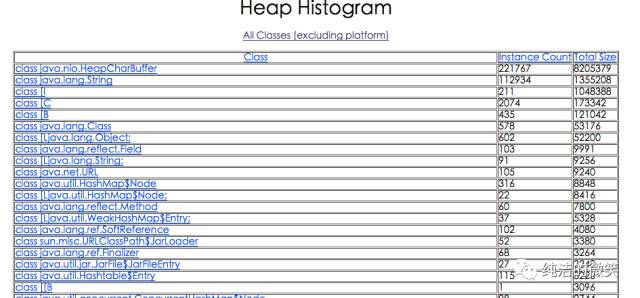 Heap Histogram
All Classes (excluding platform)
Class Instance Count Total Size
class java.nio.HeapCharBuffer 221767 8205379
class java.lang.String 112934 1355208
class [I 211 1048388
class [C 2074 173342
class [B 435 121042
class java.lang.Class 578 53176
class [Ljava.lang.Object; 602 52200
class java.lang.reflect.Field 103 9991
class [Ljava.lang.String; 91 9256
class java.net.URL 105 9240
class java.util.HashMap$Node 316 8848
class [Ljava.util.HashMap$Node; 22 8416
class java.lang.reflect.Method 60 7800
class [Ljava.util.WeakHashMap$Entry; 37 5328
class java.lang.ref.SoftReference 102 4080
class sun.misc.URLClassPath$JarLoader 52 3380
class java.lang.ref.Finalizer 68 3264
class java.util.jar.JarFile$JarFileEntry 27
class java.util.Hashtable$Entry 115
纯洁的微笑
class [[B 1 3096